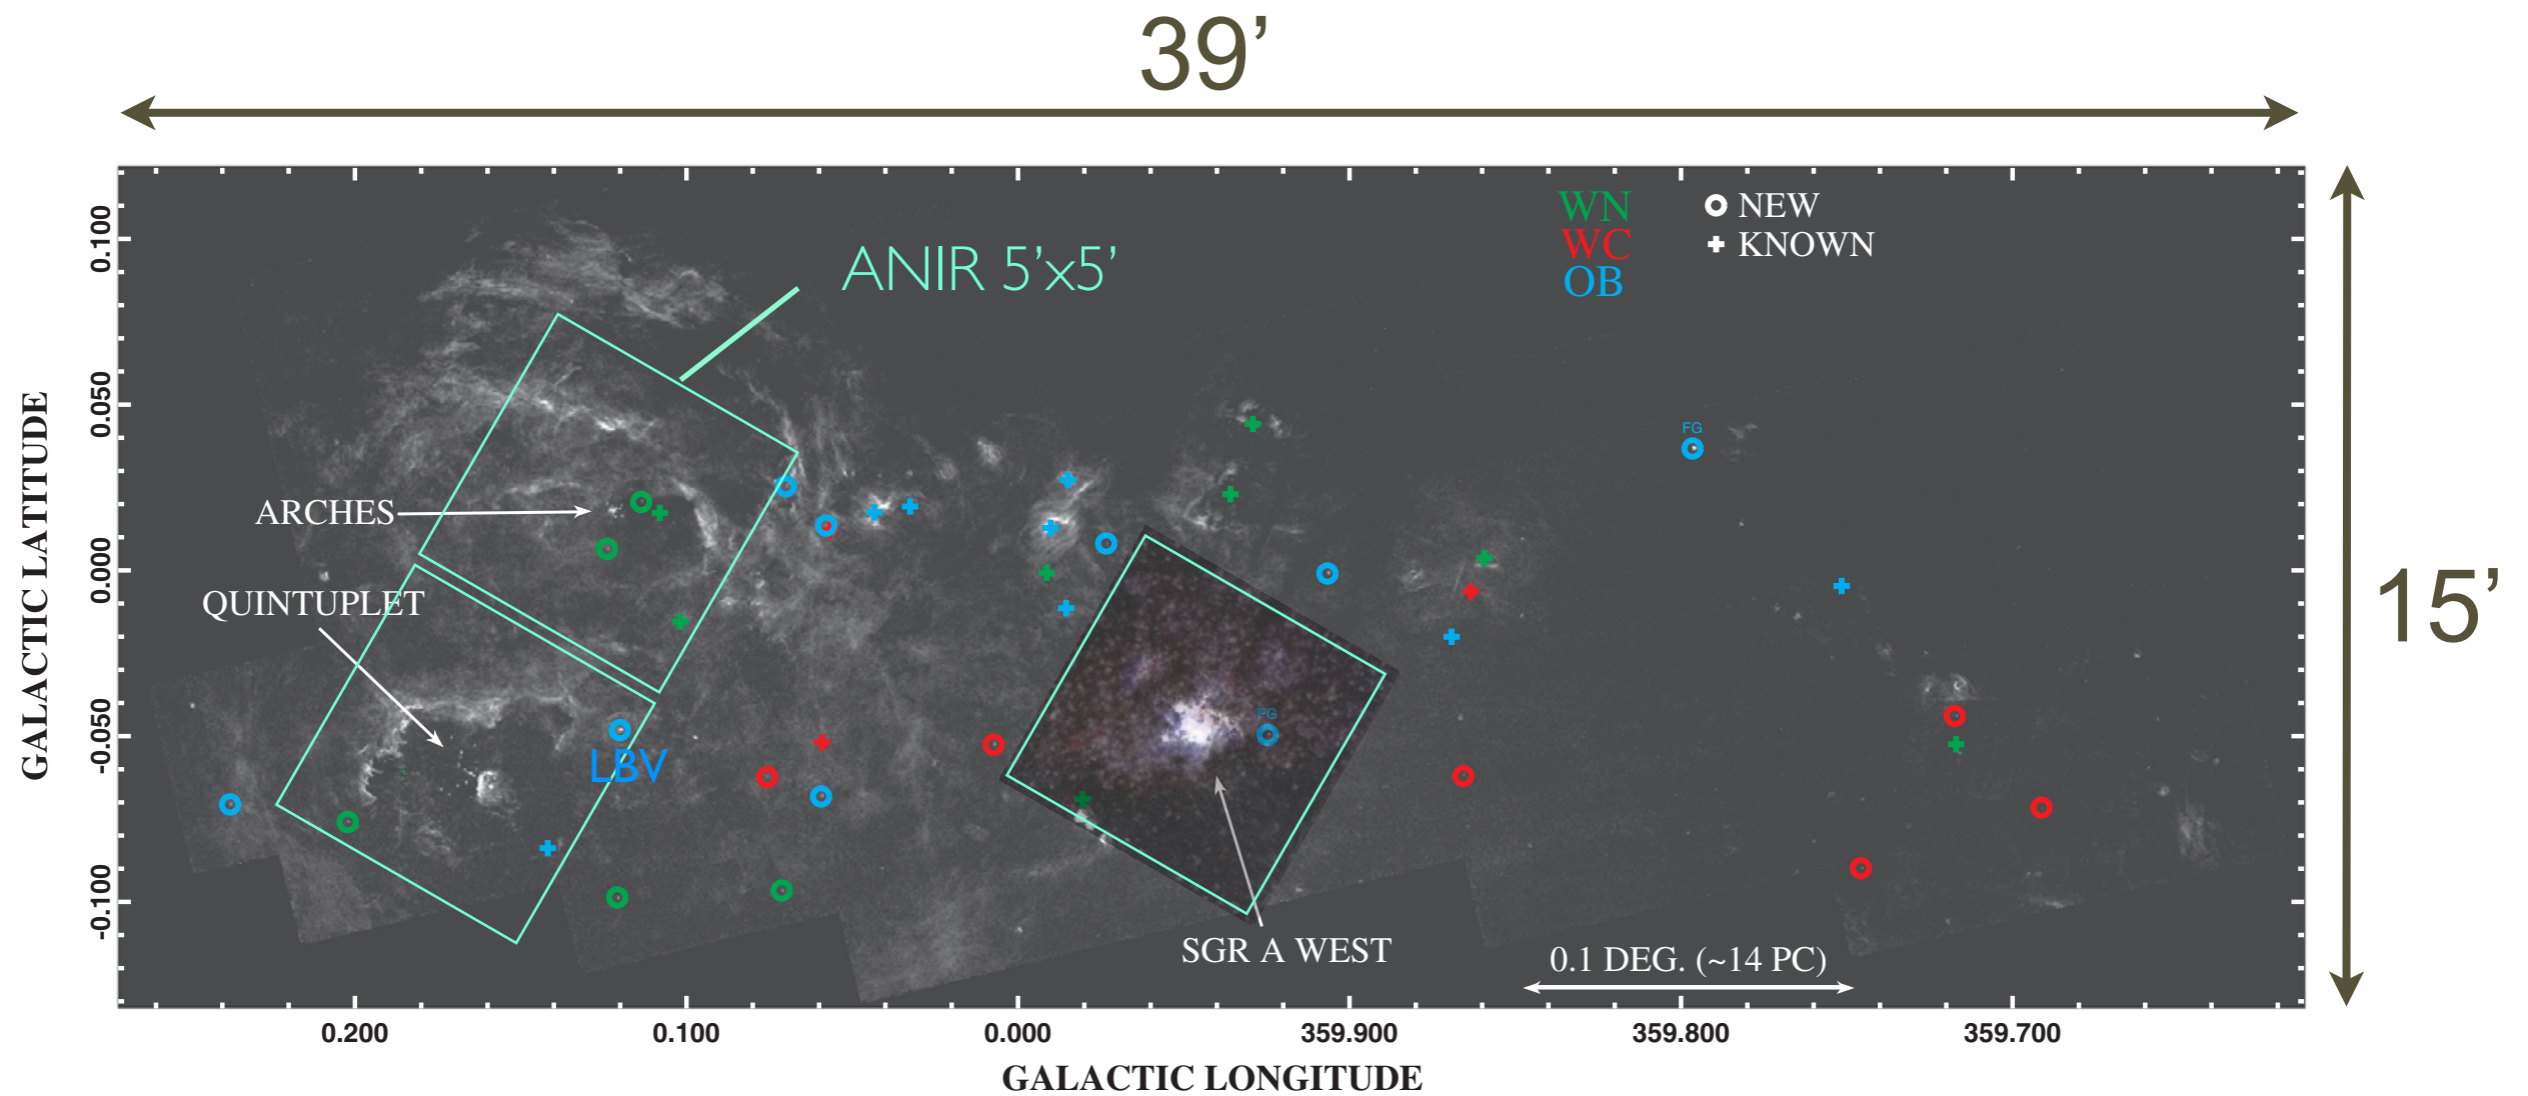 39’
WN
WC
OB
NEW
KNOWN
ANIR 5’x5’
FG
ARCHES
QUINTUPLET
LBV
FG
SGR A WEST
0.1 DEG. (~14 PC)
15’
0.100
0.050
0.000
-0.050
-0.100
GALACTIC LATITUDE
0.200 0.100 0.000 359.900 359.800 359.700
GALACTIC LONGITUDE